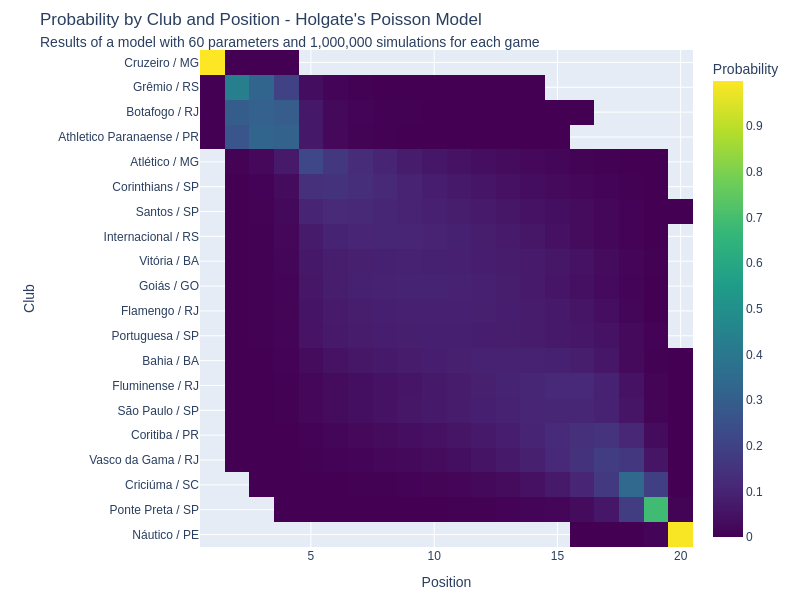 Probability by Club and Position - Holgate's Poisson Model
Results of a model with 60 parameters and 1,000,000 simulations for each game
Probability
Club
Cruzeiro / MG
Grêmio / RS
Botafogo / RJ
Athletico Paranaense / PR
Atlético / MG
Corinthians / SP
Santos / SP
Internacional / RS
Vitória / BA
Goiás / GO
Flamengo / RJ
Portuguesa / SP
Bahia / BA
Fluminense / RJ
São Paulo / SP
Coritiba / PR
Vasco da Gama / RJ
Criciúma / SC
Ponte Preta / SP
Náutico / PE
5 10 15 20
Position
0.9
0.8
0.7
0.6
0.5
0.4
0.3
0.2
0.1
0